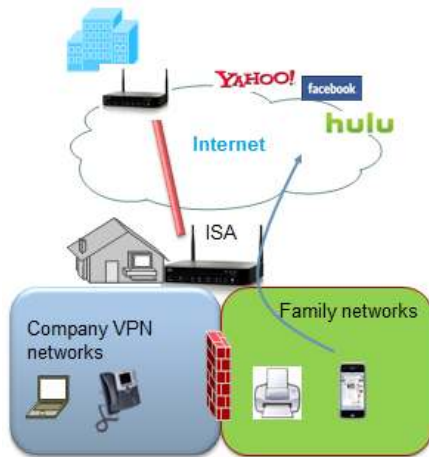 YAHOO!
facebook
hulu
Internet
ISA
Company VPN
networks
Family networks